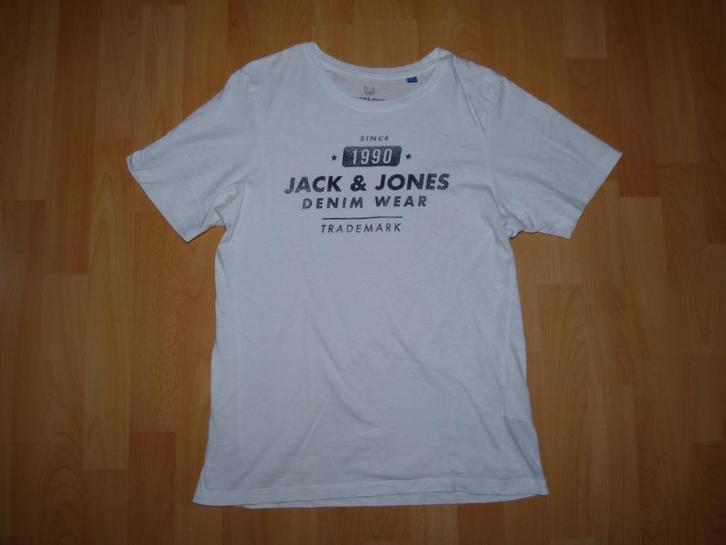 SINCE
1990
JACK & JONES
DENIM WEAR
TRADEMARK